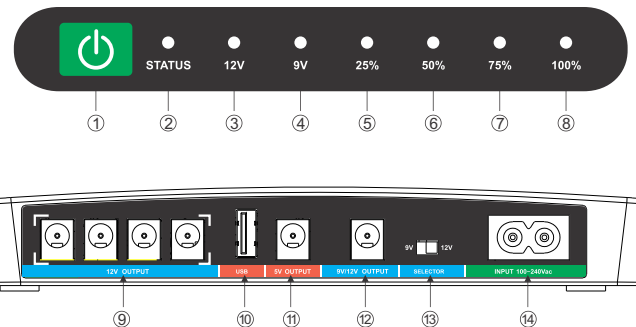 STATUS 12V 9V 25% 50% 75% 100%
① ② ③ ④ ⑤ ⑥ ⑦ ⑧
9V 12V
12V OUTPUT USB 5V OUTPUT 9V/12V OUTPUT SELECTOR INPUT 100~240Vac
⑨ ⑩ ⑪ ⑫ ⑬ ⑭